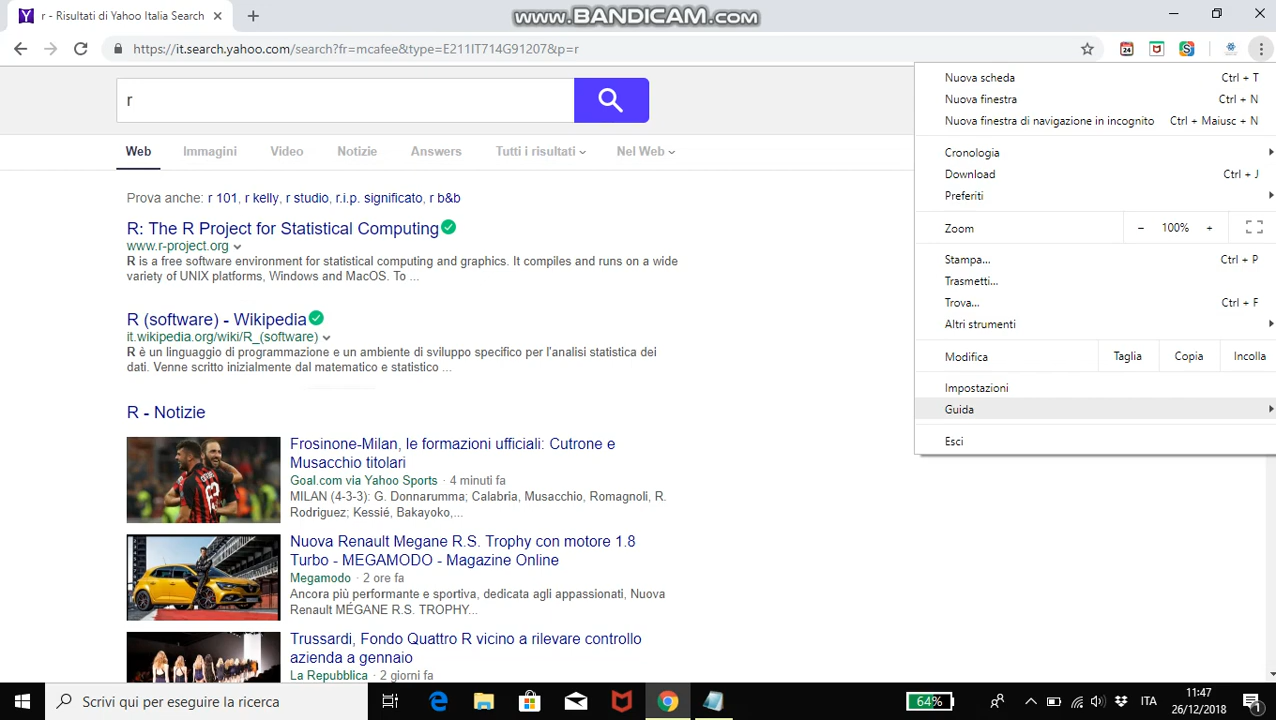 r - Risultati di Yahoo Italia Search
www.BANDICAM.com
https://it.search.yahoo.com/search?fr=mcafee&type=E211IT714G91207&p=r
24
r
Web
Immagini
Video
Notizie
Answers
Tutti i risultati
Nel Web
Prova anche: r 101, r kelly, r studio, r.i.p. significato, r b&b
R: The R Project for Statistical Computing
www.r-project.org
R is a free software environment for statistical computing and graphics. It compiles and runs on a wide
variety of UNIX platforms, Windows and MacOS. To ...
R (software) - Wikipedia
it.wikipedia.org/wiki/R_(software)
R è un linguaggio di programmazione e un ambiente di sviluppo specifico per l'analisi statistica dei
dati. Venne scritto inizialmente dal matematico e statistico ...
R - Notizie
Frosinone-Milan, le formazioni ufficiali: Cutrone e
Musacchio titolari
Goal.com via Yahoo Sports · 4 minuti fa
MILAN (4-3-3): G. Donnarumma; Calabria, Musacchio, Romagnoli, R.
Rodriguez; Kessié, Bakayoko,...
Nuova Renault Megane R.S. Trophy con motore 1.8
Turbo - MEGAMODO - Magazine Online
Megamodo · 2 ore fa
Ancora più performante e sportiva, dedicata agli appassionati, Nuova
Renault MÉGANE R.S. TROPHY...
Trussardi, Fondo Quattro R vicino a rilevare controllo
azienda a gennaio
La Repubblica · 2 giorni fa
Nuova scheda Ctrl + T
Nuova finestra Ctrl + N
Nuova finestra di navigazione in incognito Ctrl + Maiusc + N
Cronologia
Download Ctrl + J
Preferiti
Zoom - 100% +
Stampa... Ctrl + P
Trasmetti...
Trova... Ctrl + F
Altri strumenti
Modifica Taglia Copia Incolla
Impostazioni
Guida
Esci
Scrivi qui per eseguire la ricerca
64%
ITA
11:47
26/12/2018
1